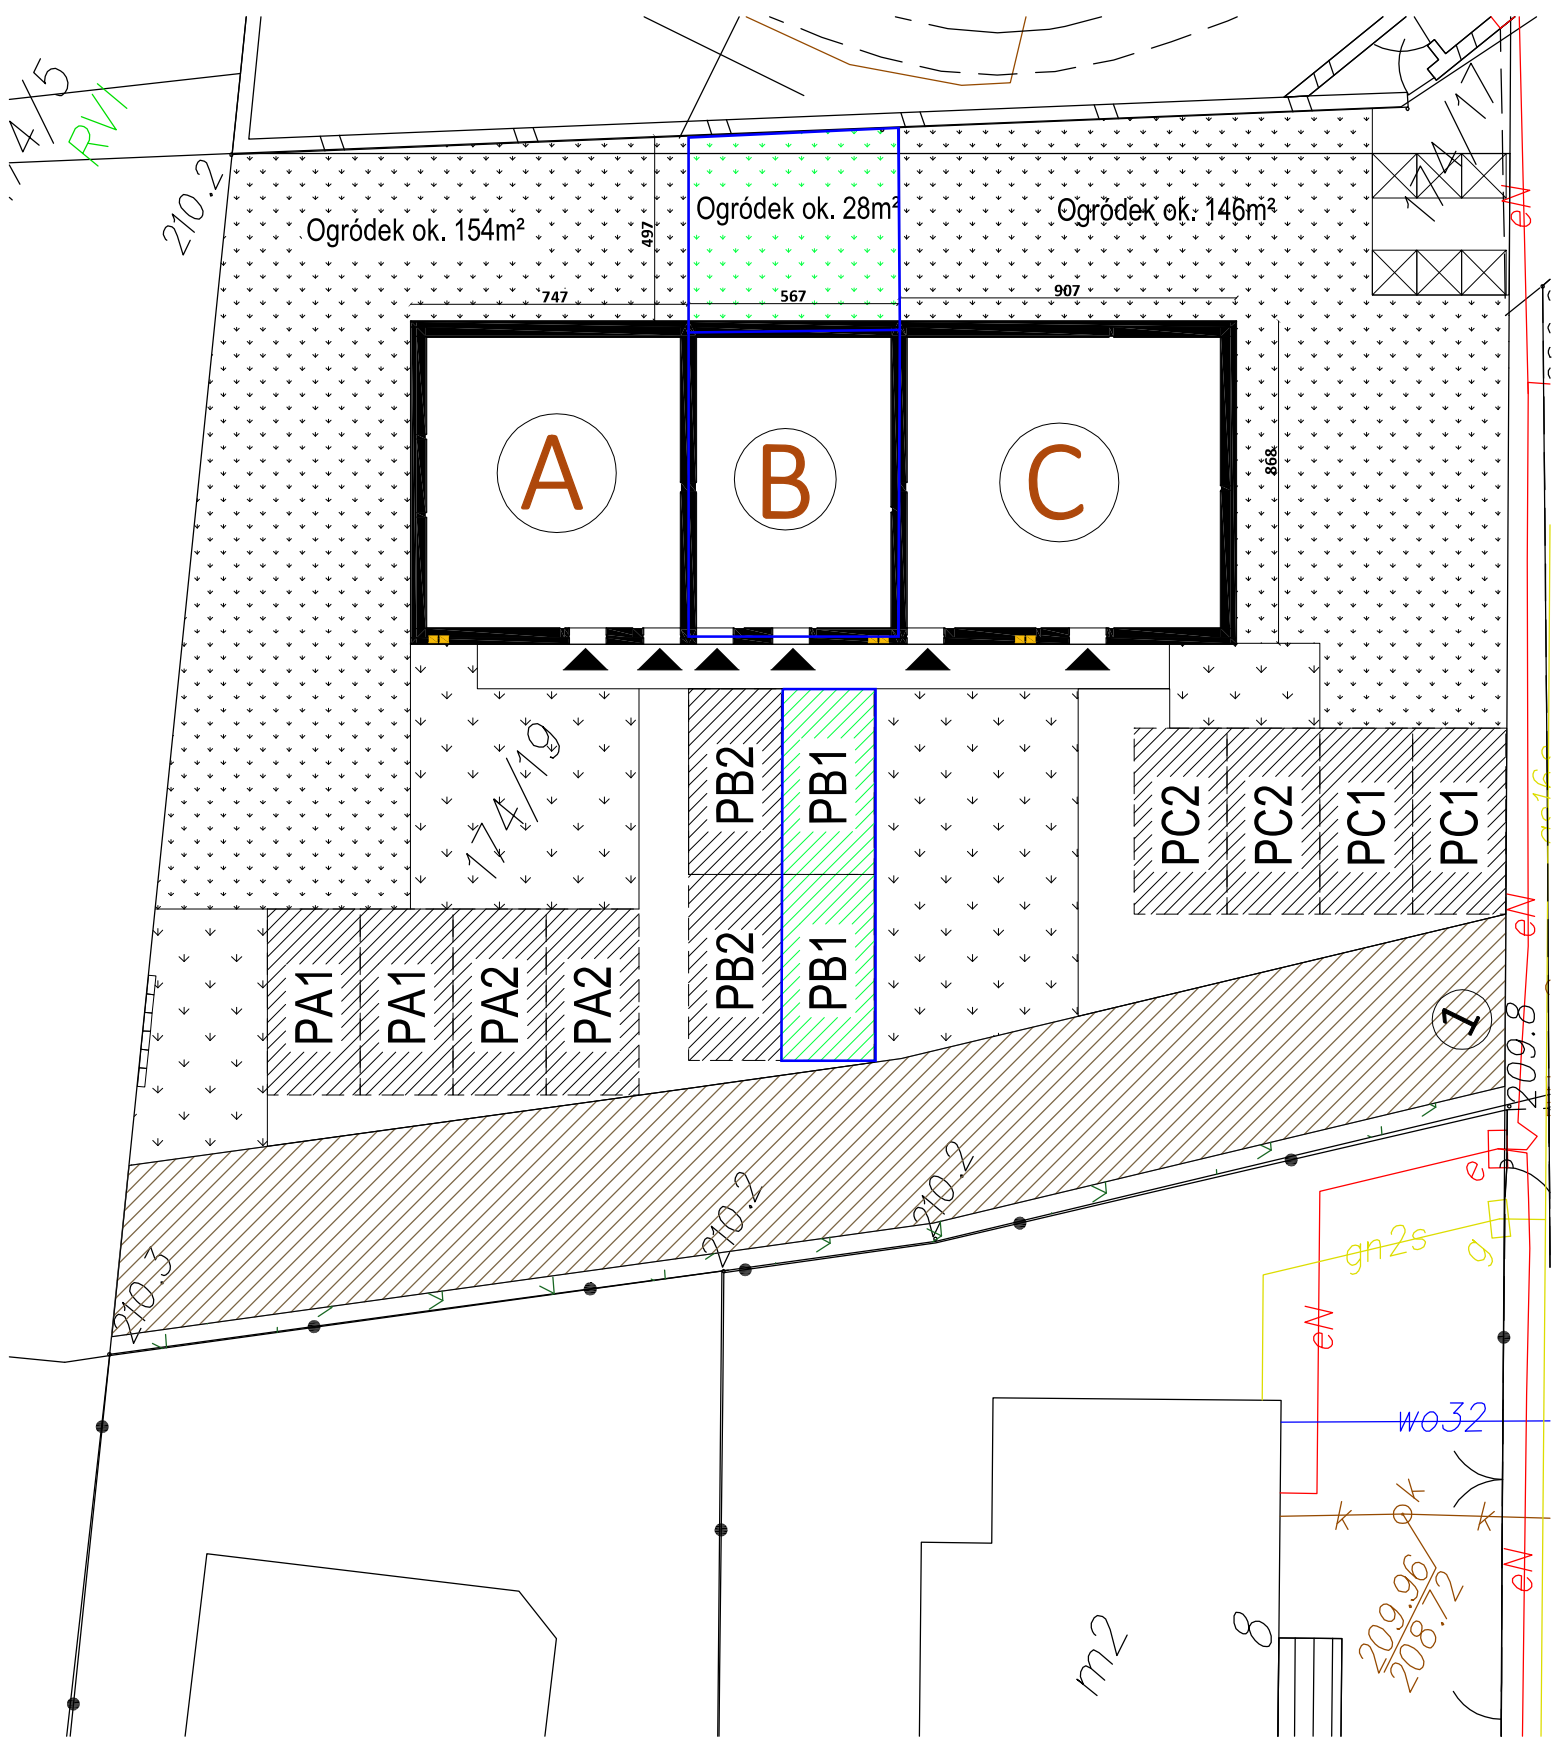 4/5
RVI
174/17
210.2
eN
Ogródek ok. 154m²
497
Ogródek ok. 28m²
Ogródek ok. 146m²
747
567
907
868
A
B
C
174/19
PB2
PB1
PC2
PC2
PC1
PC1
PA1
PA1
PA2
PA2
PB2
PB1
eN
1
209.8
210.3
210.2
210.2
e
gn2s
g
eN
wo32
k
k
k
eN
209.96
208.72
m2
8